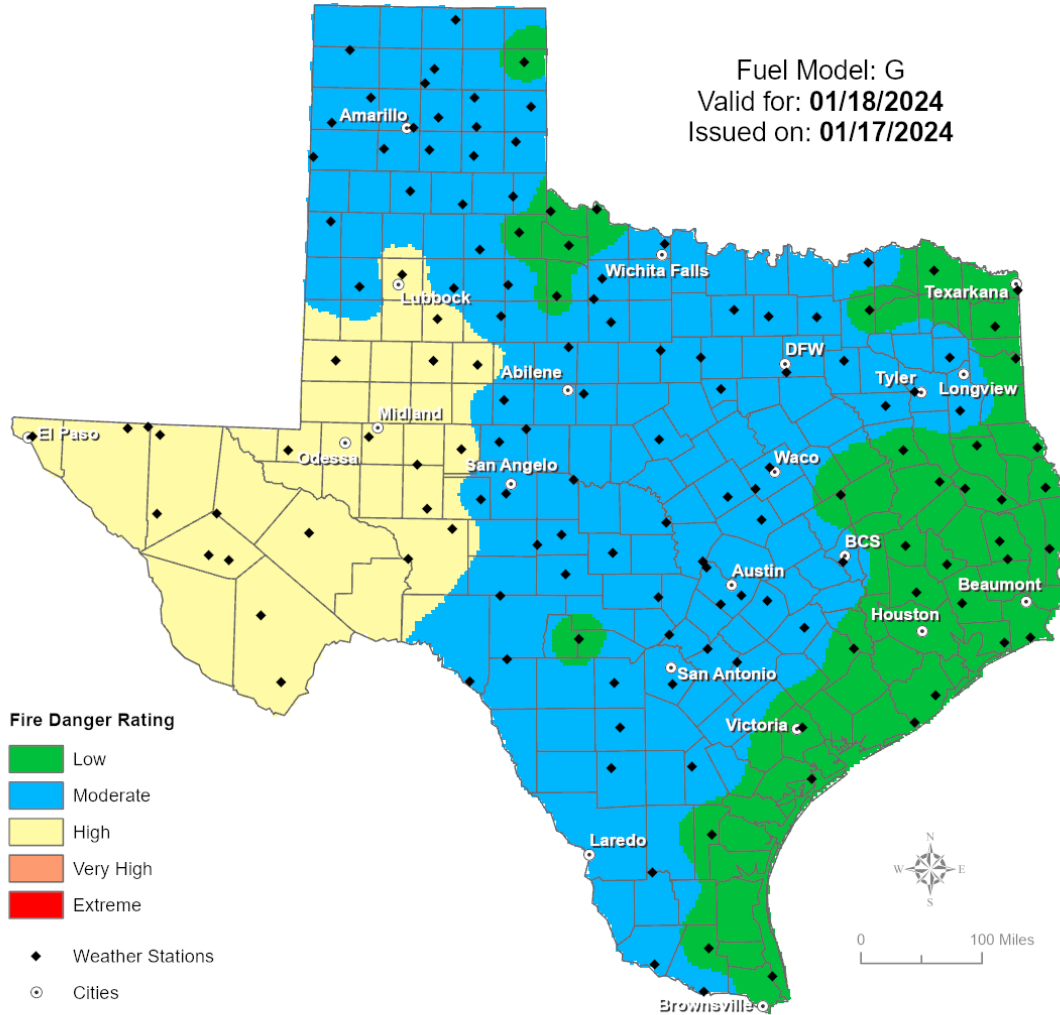 Fuel Model: G
Valid for: 01/18/2024
Issued on: 01/17/2024
Amarillo
Wichita Falls
Lubbock
Texarkana
DFW
Abilene
Tyler
Longview
Midland
El Paso
Odessa
San Angelo
Waco
BCS
Austin
Beaumont
Houston
San Antonio
Victoria
Laredo
Brownsville
Fire Danger Rating
Low
Moderate
High
Very High
Extreme
Weather Stations
Cities
N
W
E
S
0
100 Miles